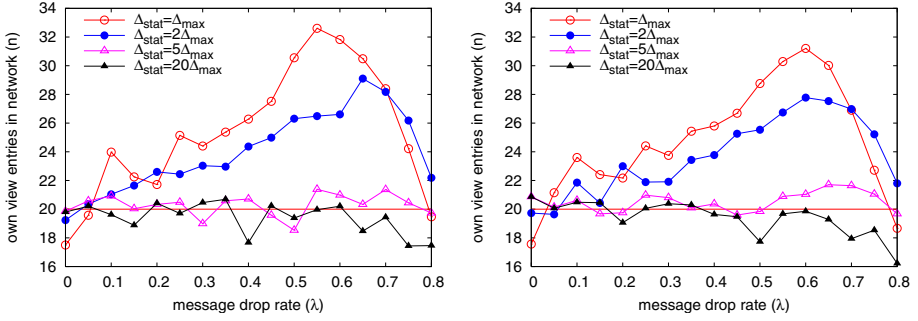 own view entries in network (n)
34
32
30
28
26
24
22
20
18
16
Δstat=Δmax
Δstat=2Δmax
Δstat=5Δmax
Δstat=20Δmax
0 0.1 0.2 0.3 0.4 0.5 0.6 0.7 0.8
message drop rate (λ)
own view entries in network (n)
34
32
30
28
26
24
22
20
18
16
Δstat=Δmax
Δstat=2Δmax
Δstat=5Δmax
Δstat=20Δmax
0 0.1 0.2 0.3 0.4 0.5 0.6 0.7 0.8
message drop rate (λ)